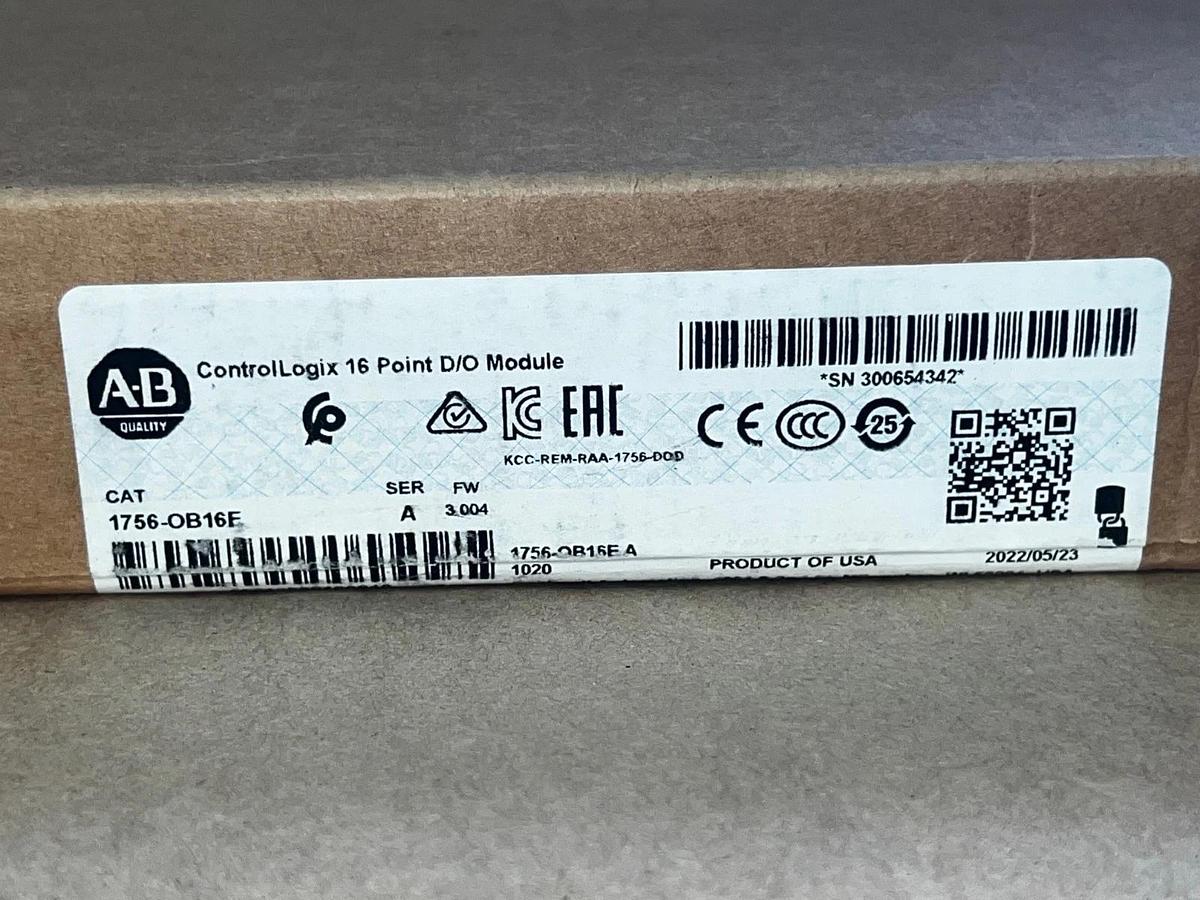 A-B
QUALITY
ControlLogix 16 Point D/O Module
*SN 300654342*
EAC
CE
CCC
25
KCC-REM-RAA-1756-DOD
CAT
SER
FW
1756-OB16E
A
3.004
1756-OB16E A
1020
PRODUCT OF USA
2022/05/23